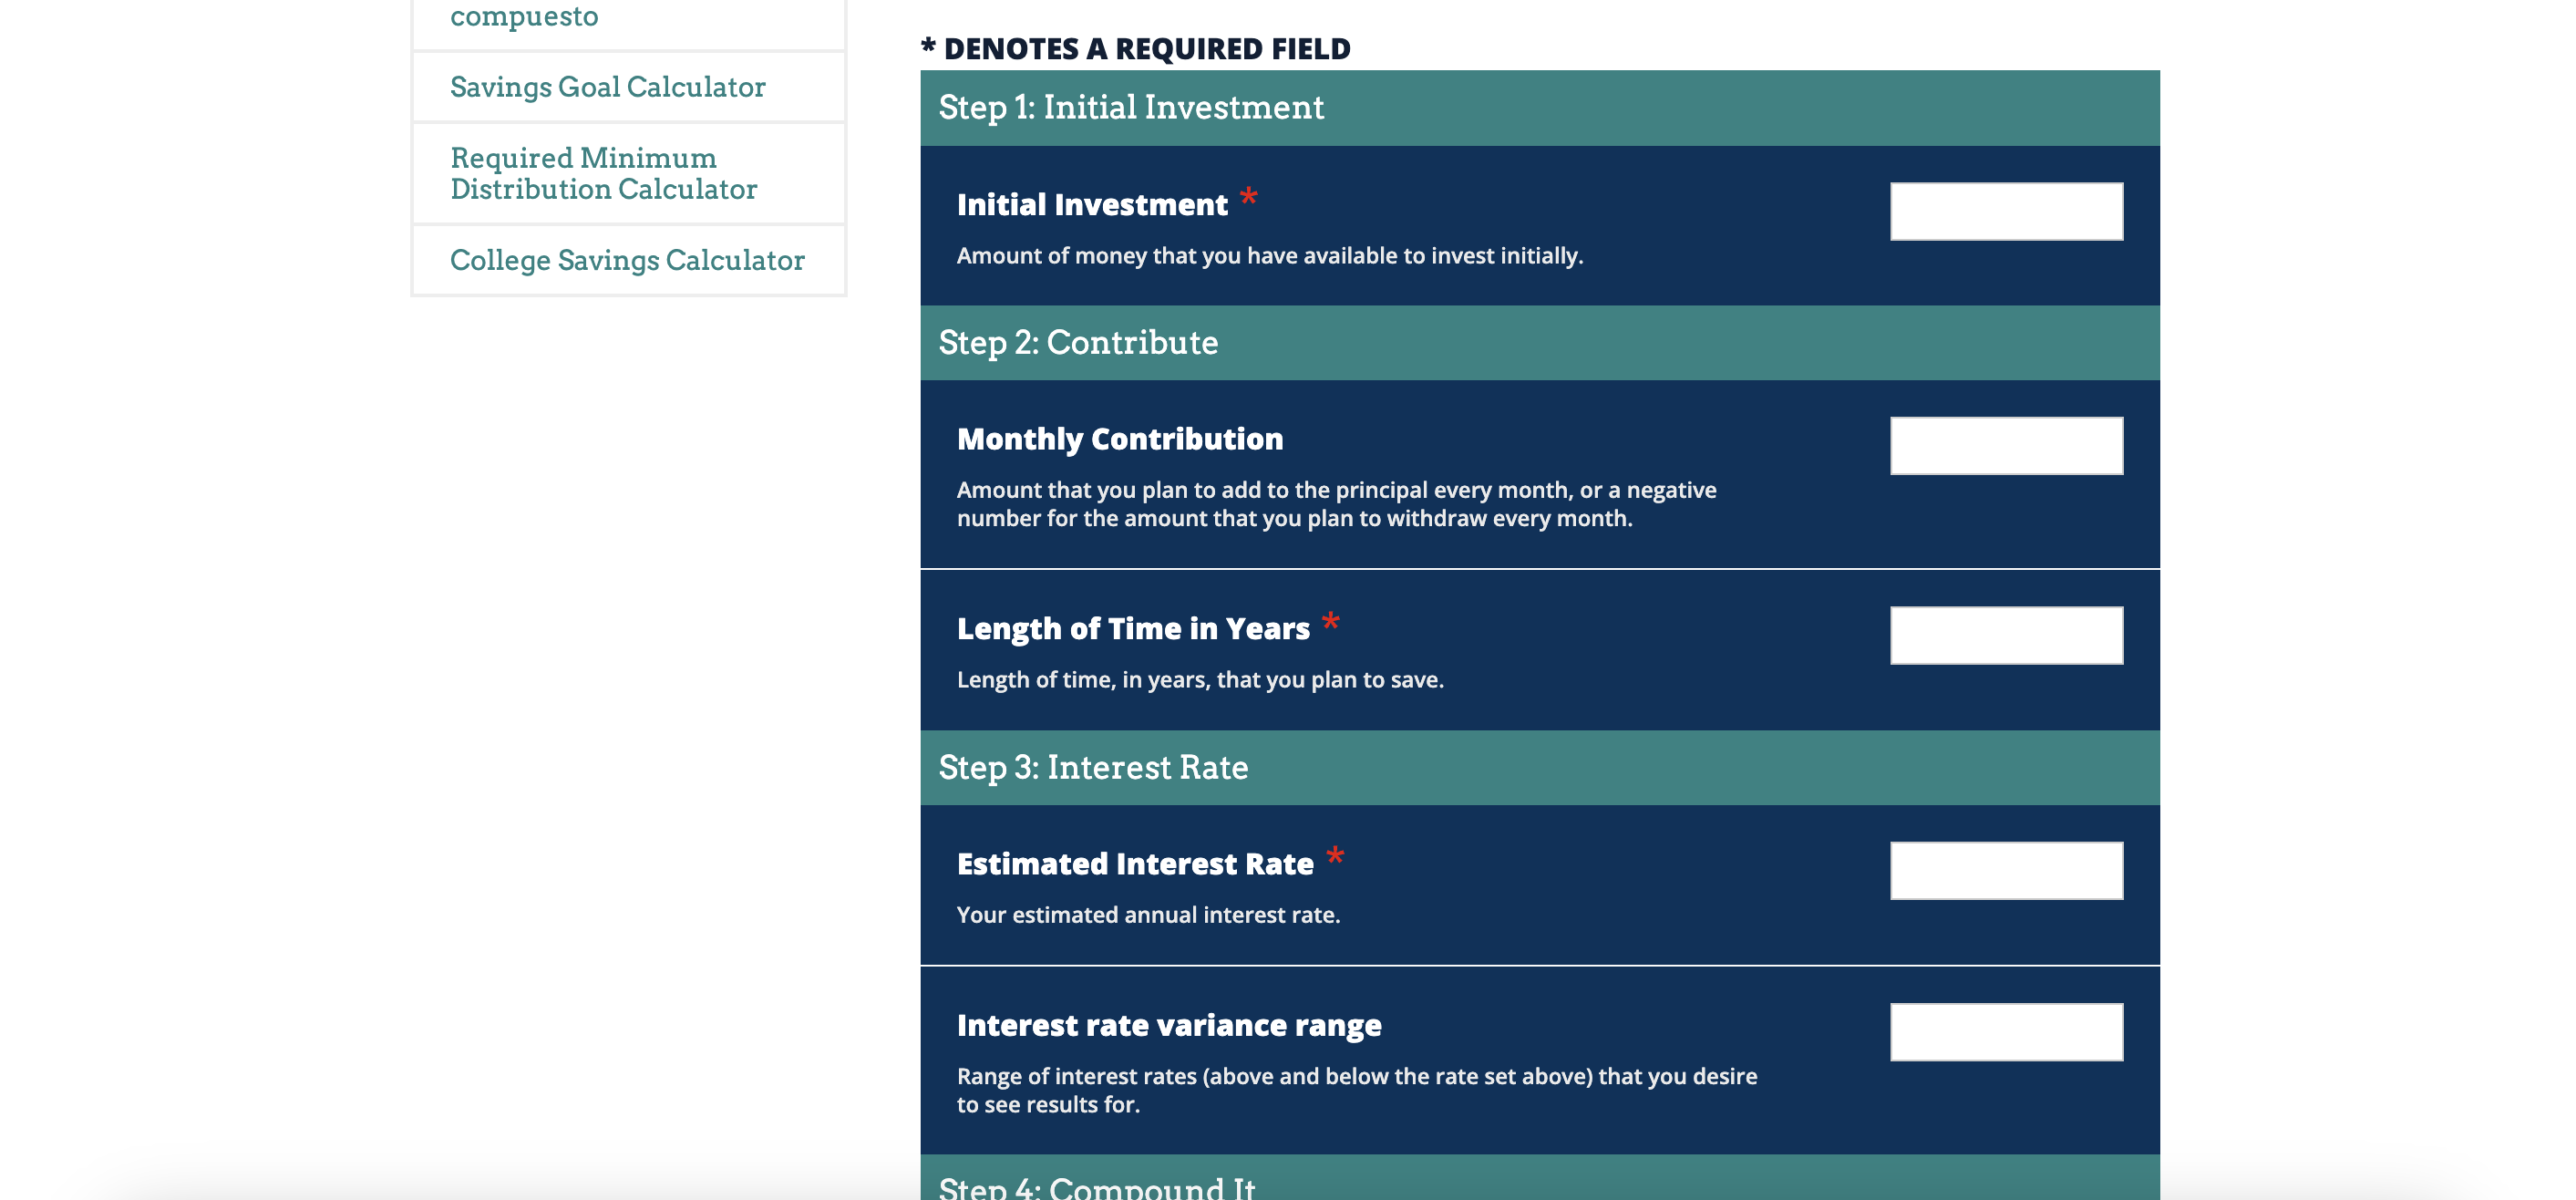 compuesto
Savings Goal Calculator
Required Minimum
Distribution Calculator
College Savings Calculator
* DENOTES A REQUIRED FIELD
Step 1: Initial Investment
Initial Investment *
Amount of money that you have available to invest initially.
Step 2: Contribute
Monthly Contribution
Amount that you plan to add to the principal every month, or a negative
number for the amount that you plan to withdraw every month.
Length of Time in Years *
Length of time, in years, that you plan to save.
Step 3: Interest Rate
Estimated Interest Rate *
Your estimated annual interest rate.
Interest rate variance range
Range of interest rates (above and below the rate set above) that you desire
to see results for.
Step 4: Compound It